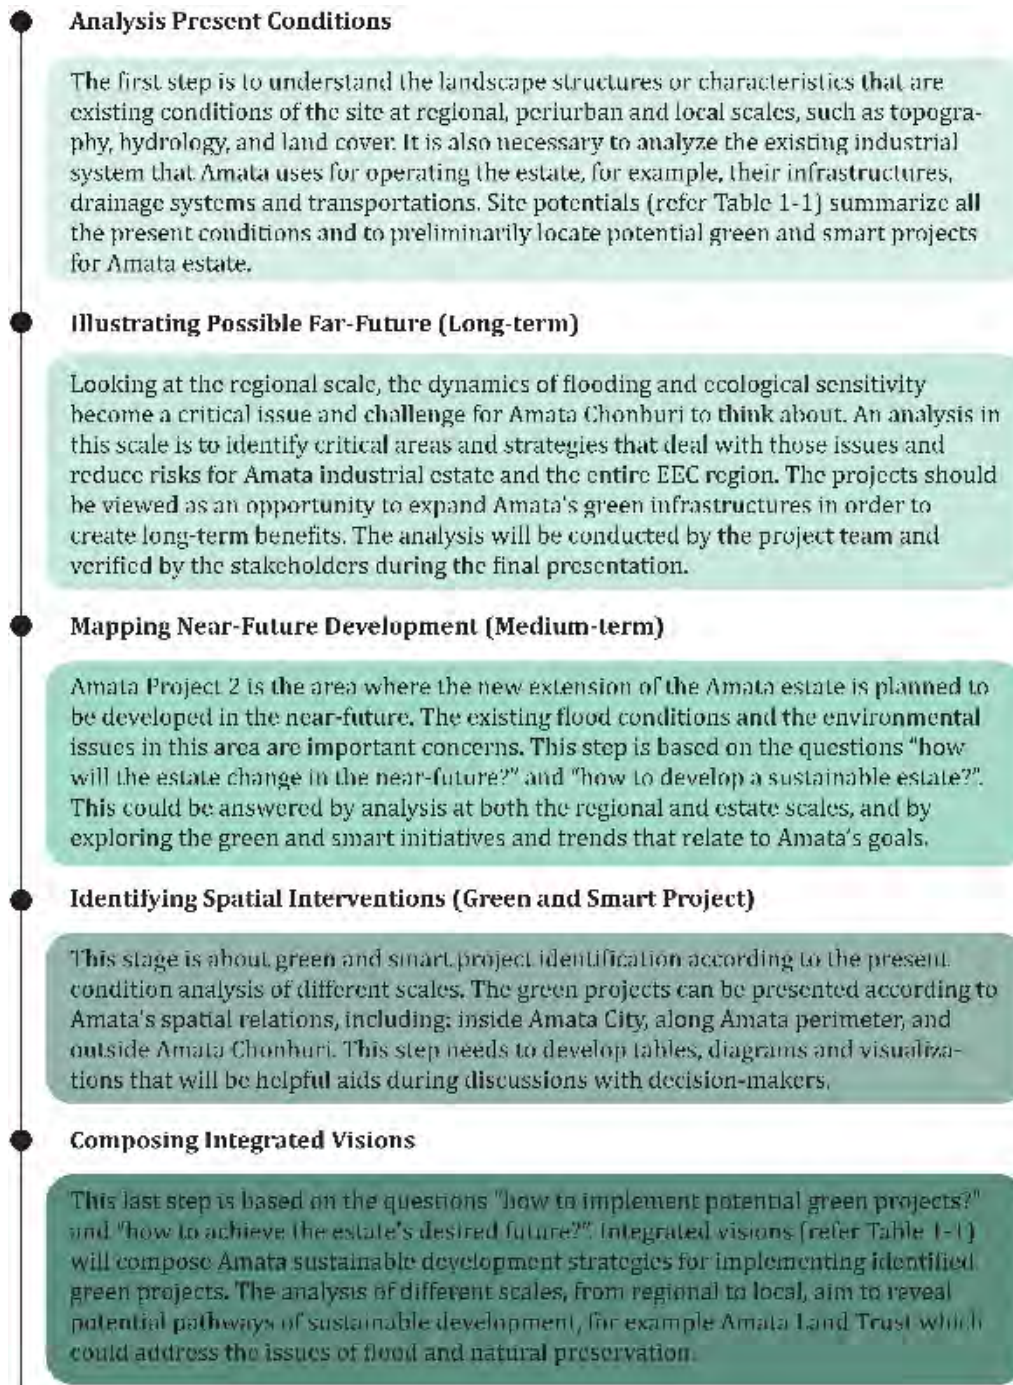 Analysis Present Conditions
The first step is to understand the landscape structures or characteristics that are
existing conditions of the site at regional, periurban and local scales, such as topogra-
phy, hydrology, and land cover. It is also necessary to analyze the existing industrial
system that Amata uses for operating the estate, for example, their infrastructures,
drainage systems and transportations. Site potentials (refer Table 1-1) summarize all
the present conditions and to preliminarily locate potential green and smart projects
for Amata estate.
Illustrating Possible Far-Future (Long-term)
Looking at the regional scale, the dynamics of flooding and ecological sensitivity
become a critical issue and challenge for Amata Chonburi to think about. An analysis in
this scale is to identify critical areas and strategies that deal with those issues and
reduce risks for Amata industrial estate and the entire EEC region. The projects should
be viewed as an opportunity to expand Amata's green infrastructures in order to
create long-term benefits. The analysis will be conducted by the project team and
verified by the stakeholders during the final presentation.
Mapping Near-Future Development (Medium-term)
Amata Project 2 is the area where the new extension of the Amata estate is planned to
be developed in the near-future. The existing flood conditions and the environmental
issues in this area are important concerns. This step is based on the questions "how
will the estate change in the near-future?" and "how to develop a sustainable estate?".
This could be answered by analysis at both the regional and estate scales, and by
exploring the green and smart initiatives and trends that relate to Amata's goals.
Identifying Spatial Interventions (Green and Smart Project)
This stage is about green and smart project identification according to the present
condition analysis of different scales. The green projects can be presented according to
Amata's spatial relations, including: inside Amata City, along Amata perimeter, and
outside Amata Chonburi. This step needs to develop tables, diagrams and visualiza-
tions that will be helpful aids during discussions with decision-makers.
Composing Integrated Visions
This last step is based on the questions "how to implement potential green projects?"
and "how to achieve the estate's desired future?". Integrated visions (refer Table 1-1)
will compose Amata sustainable development strategies for implementing identified
green projects. The analysis of different scales, from regional to local, aim to reveal
potential pathways of sustainable development, for example Amata Land Trust which
could address the issues of flood and natural preservation.